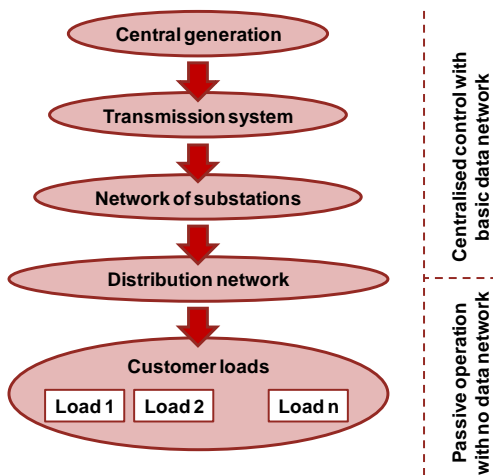 Central generation
Transmission system
Network of substations
Distribution network
Customer loads
Load 1
Load 2
Load n
Centralised control with
basic data network
Passive operation
with no data network